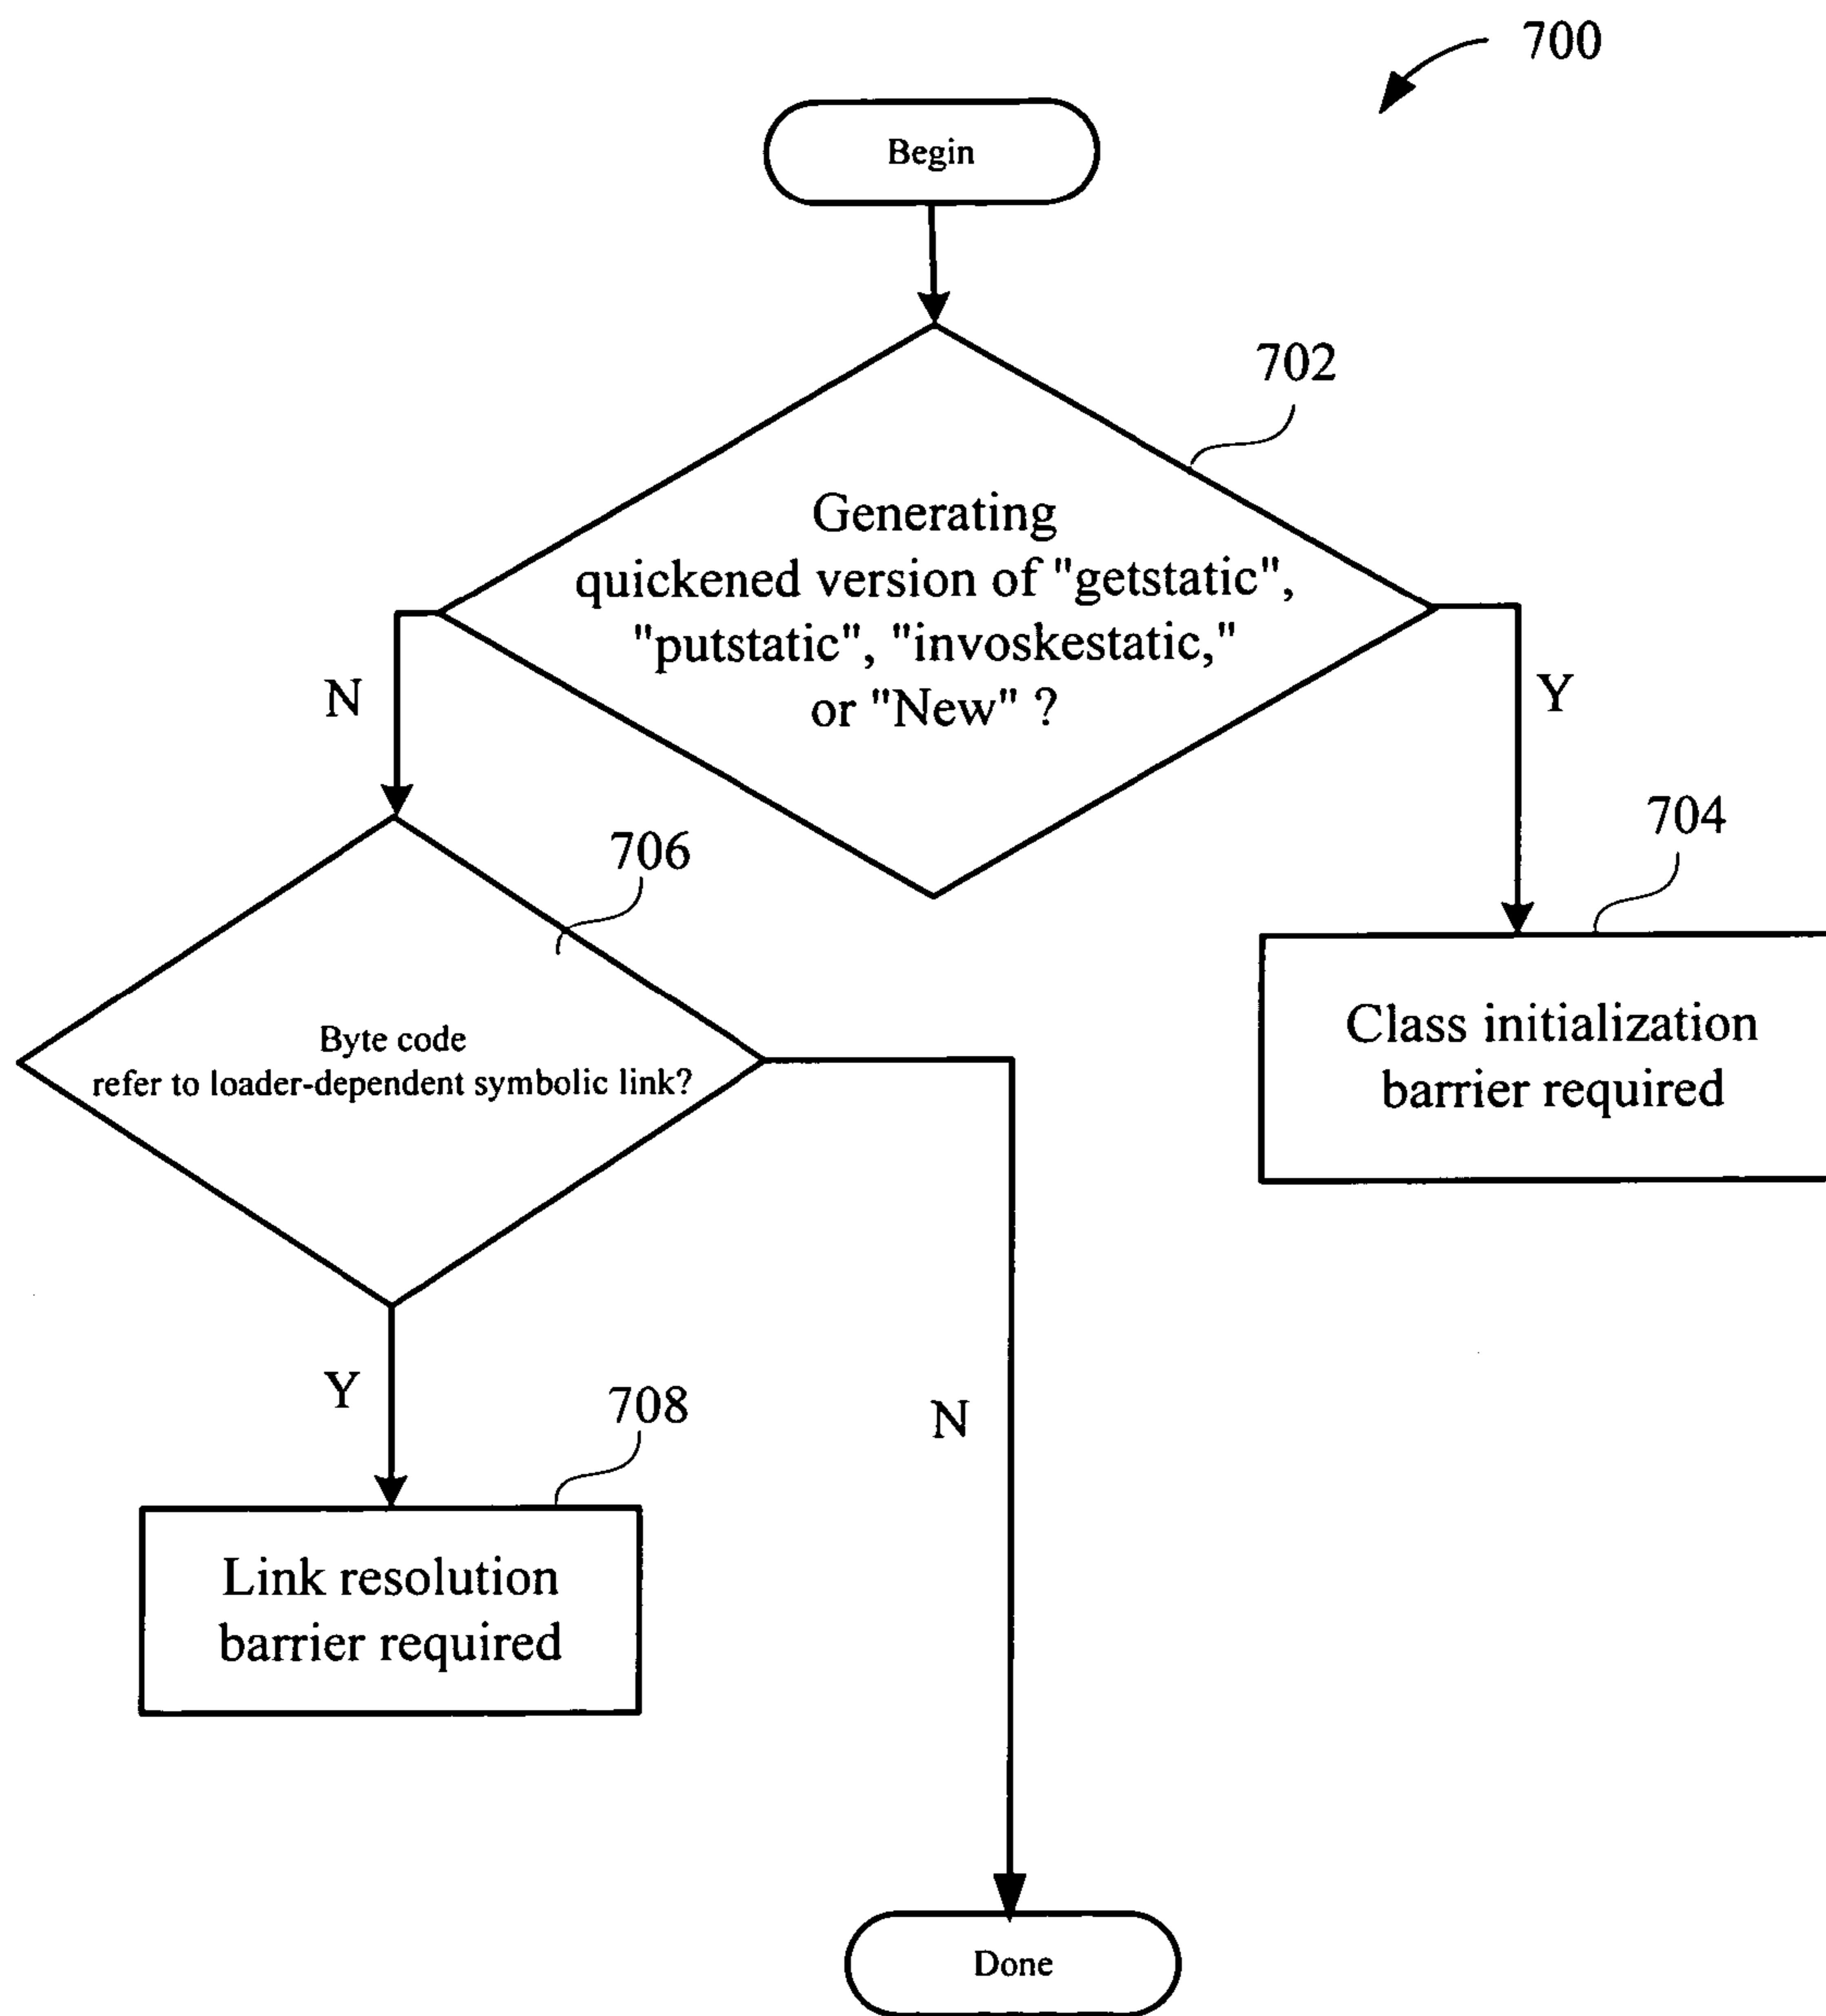 700
Begin
702
Generating
quickened version of "getstatic",
"putstatic", "invoskestatic,"
or "New" ?
N
Y
704
706
Class initialization
barrier required
Byte code
refer to loader-dependent symbolic link?
Y
708
N
Link resolution
barrier required
Done